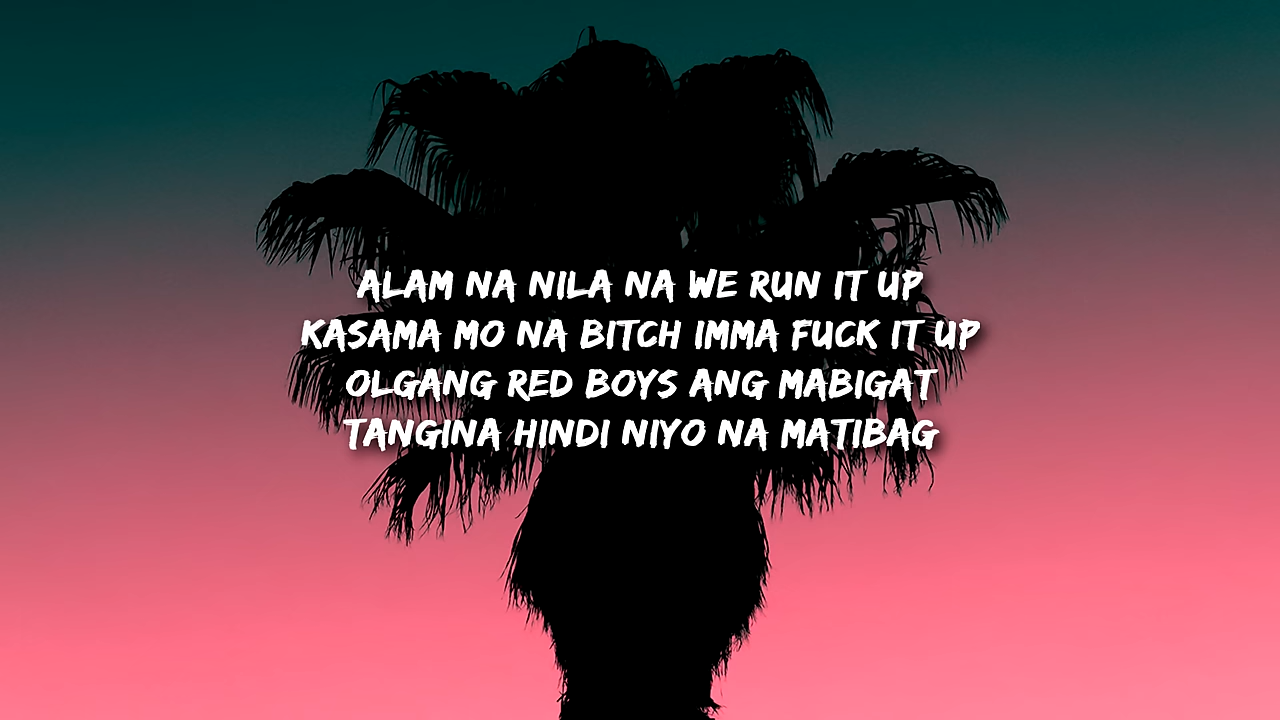 ALAM NA NILA NA WE RUN IT UP
KASAMA MO NA BITCH IMMA FUCK IT UP
OLGANG RED BOYS ANG MABIGAT
TANGINA HINDI NIYO NA MATIBAG